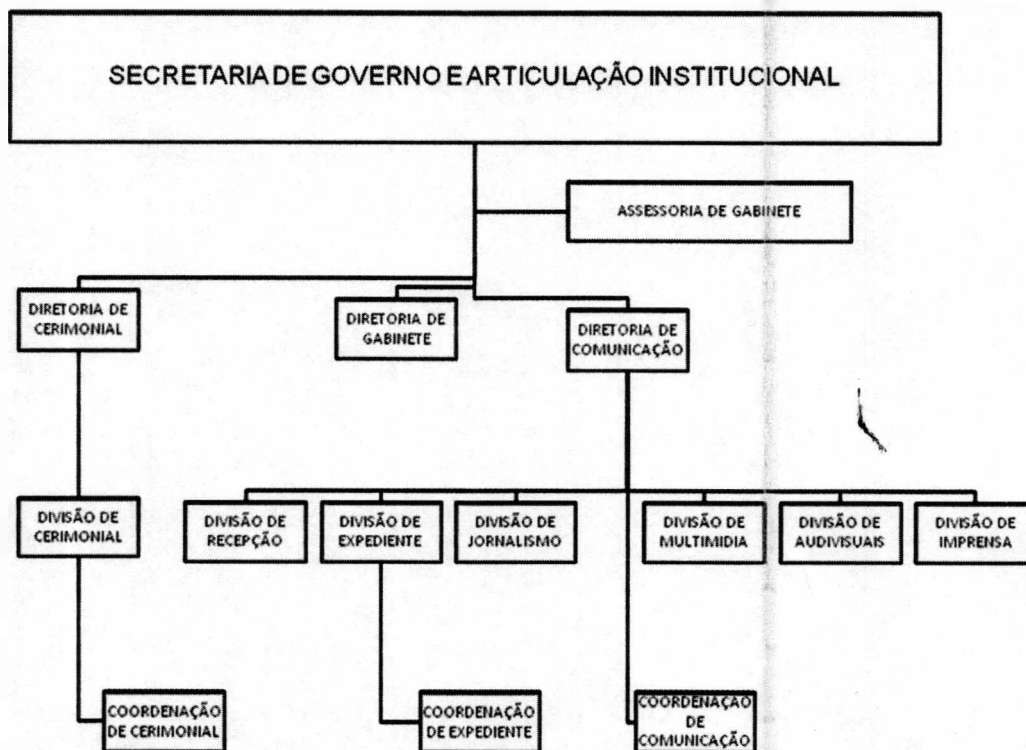 SECRETARIA DE GOVERNO E ARTICULAÇÃO INSTITUCIONAL
ASSESSORIA DE GABINETE
DIRETORIA DE
CERIMONIAL
DIRETORIA DE
GABINETE
DIRETORIA DE
COMUNICAÇÃO
DIVISÃO DE
CERIMONIAL
DIVISÃO DE
RECEPÇÃO
DIVISÃO DE
EXPEDIENTE
DIVISÃO DE
JORNALISMO
DIVISÃO DE
MULTIMIDIA
DIVISÃO DE
AUDIVISUAIS
DIVISÃO DE
IMPRENSA
COORDENAÇÃO
DE CERIMONIAL
COORDENAÇÃO
DE EXPEDIENTE
COORDENAÇÃO
DE
COMUNICAÇÃO